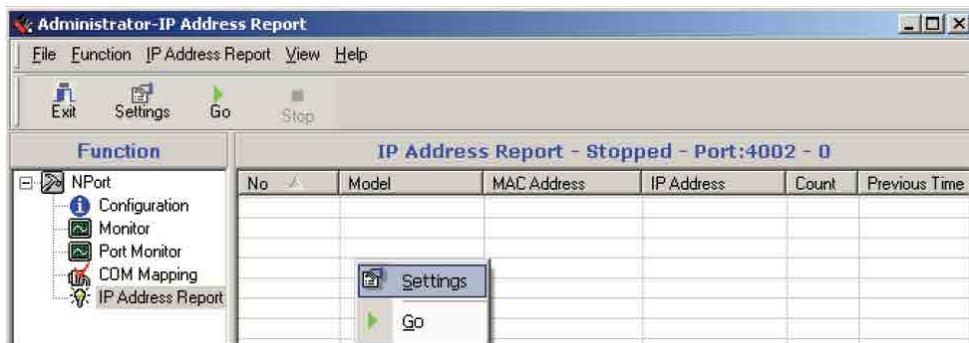 Administrator-IP Address Report
File Function IP Address Report View Help
Exit Settings Go Stop
Function
IP Address Report - Stopped - Port:4002 - 0
NPort
Configuration
Monitor
Port Monitor
COM Mapping
IP Address Report
No Model MAC Address IP Address Count Previous Time
Settings
Go